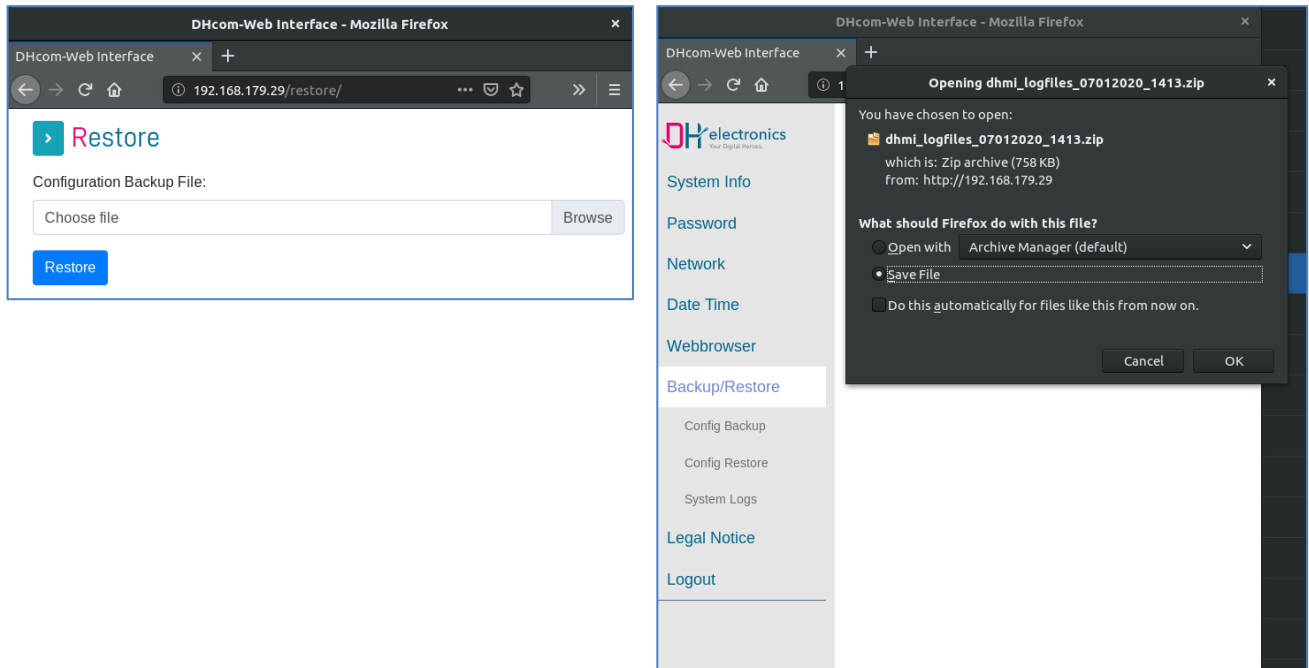 DHcom-Web Interface - Mozilla Firefox ×
DHcom-Web Interface × +
192.168.179.29/restore/
Restore
Configuration Backup File:
Choose file Browse
Restore
DHcom-Web Interface - Mozilla Firefox ×
DHcom-Web Interface × +
1
DH electronics
Your Digital Heroes.
System Info
Password
Network
Date Time
Webbrowser
Backup/Restore
Config Backup
Config Restore
System Logs
Legal Notice
Logout
Opening dhmi_logfiles_07012020_1413.zip ×
You have chosen to open:
dhmi_logfiles_07012020_1413.zip
which is: Zip archive (758 KB)
from: http://192.168.179.29
What should Firefox do with this file?
Open with Archive Manager (default)
Save File
Do this automatically for files like this from now on.
Cancel OK